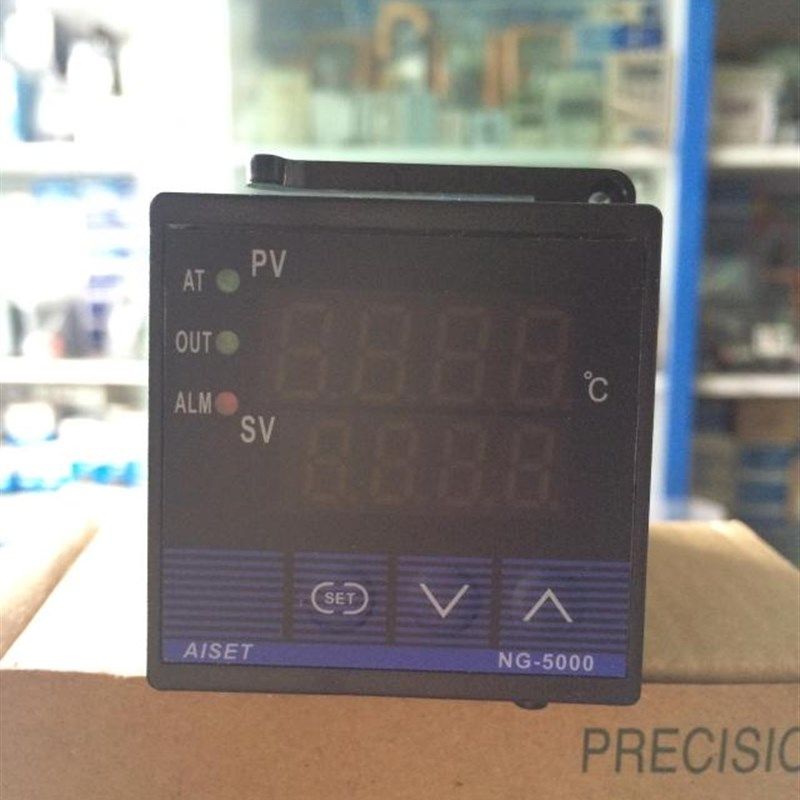 PV
AT
OUT
ALM
SV
°C
SET
AISET
NG-5000
PRECISIO